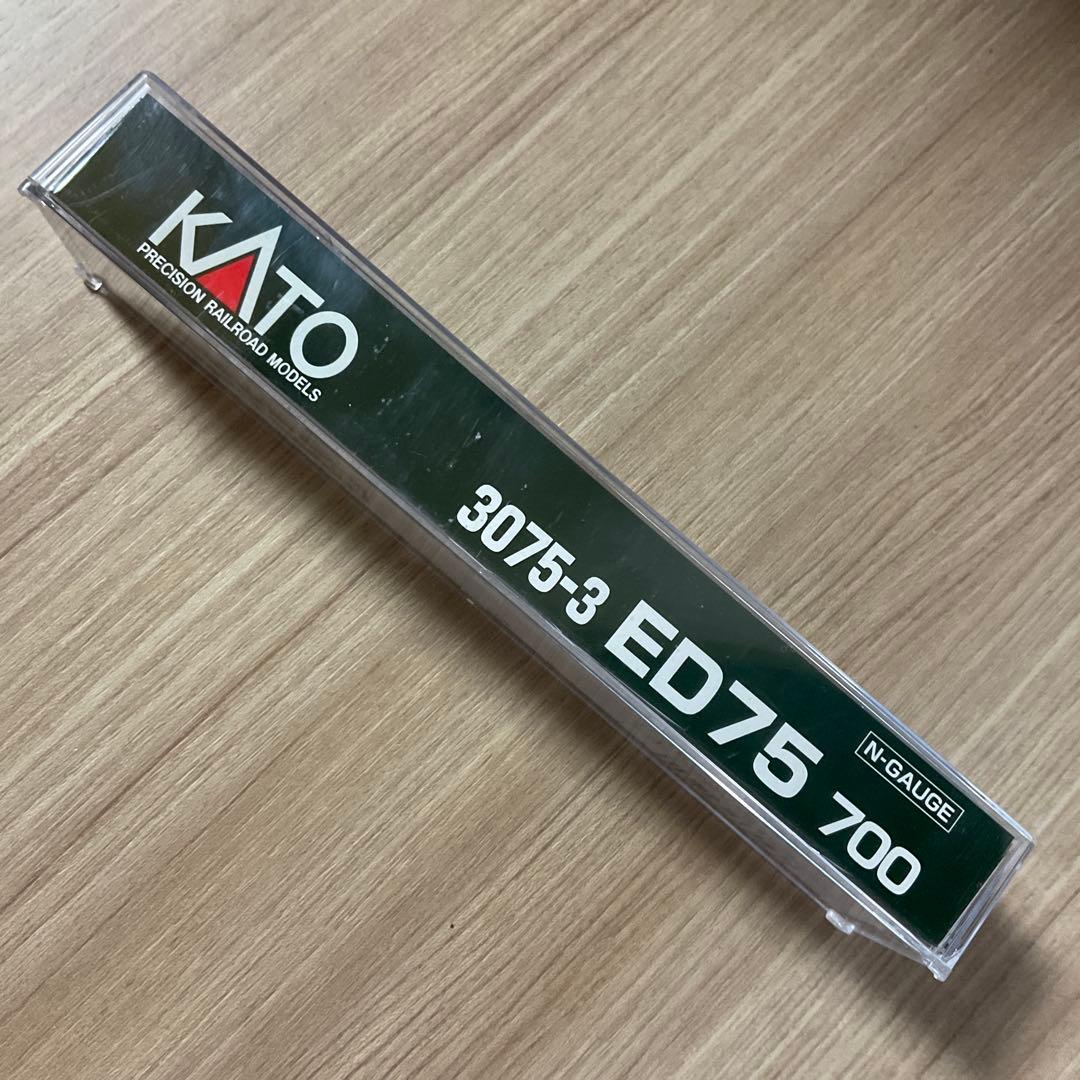 KATO
PRECISION RAILROAD MODELS
3075-3 ED75 700
N-GAUGE